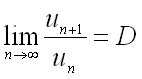 lim_{n→∞} u_{n+1}/u_n = D